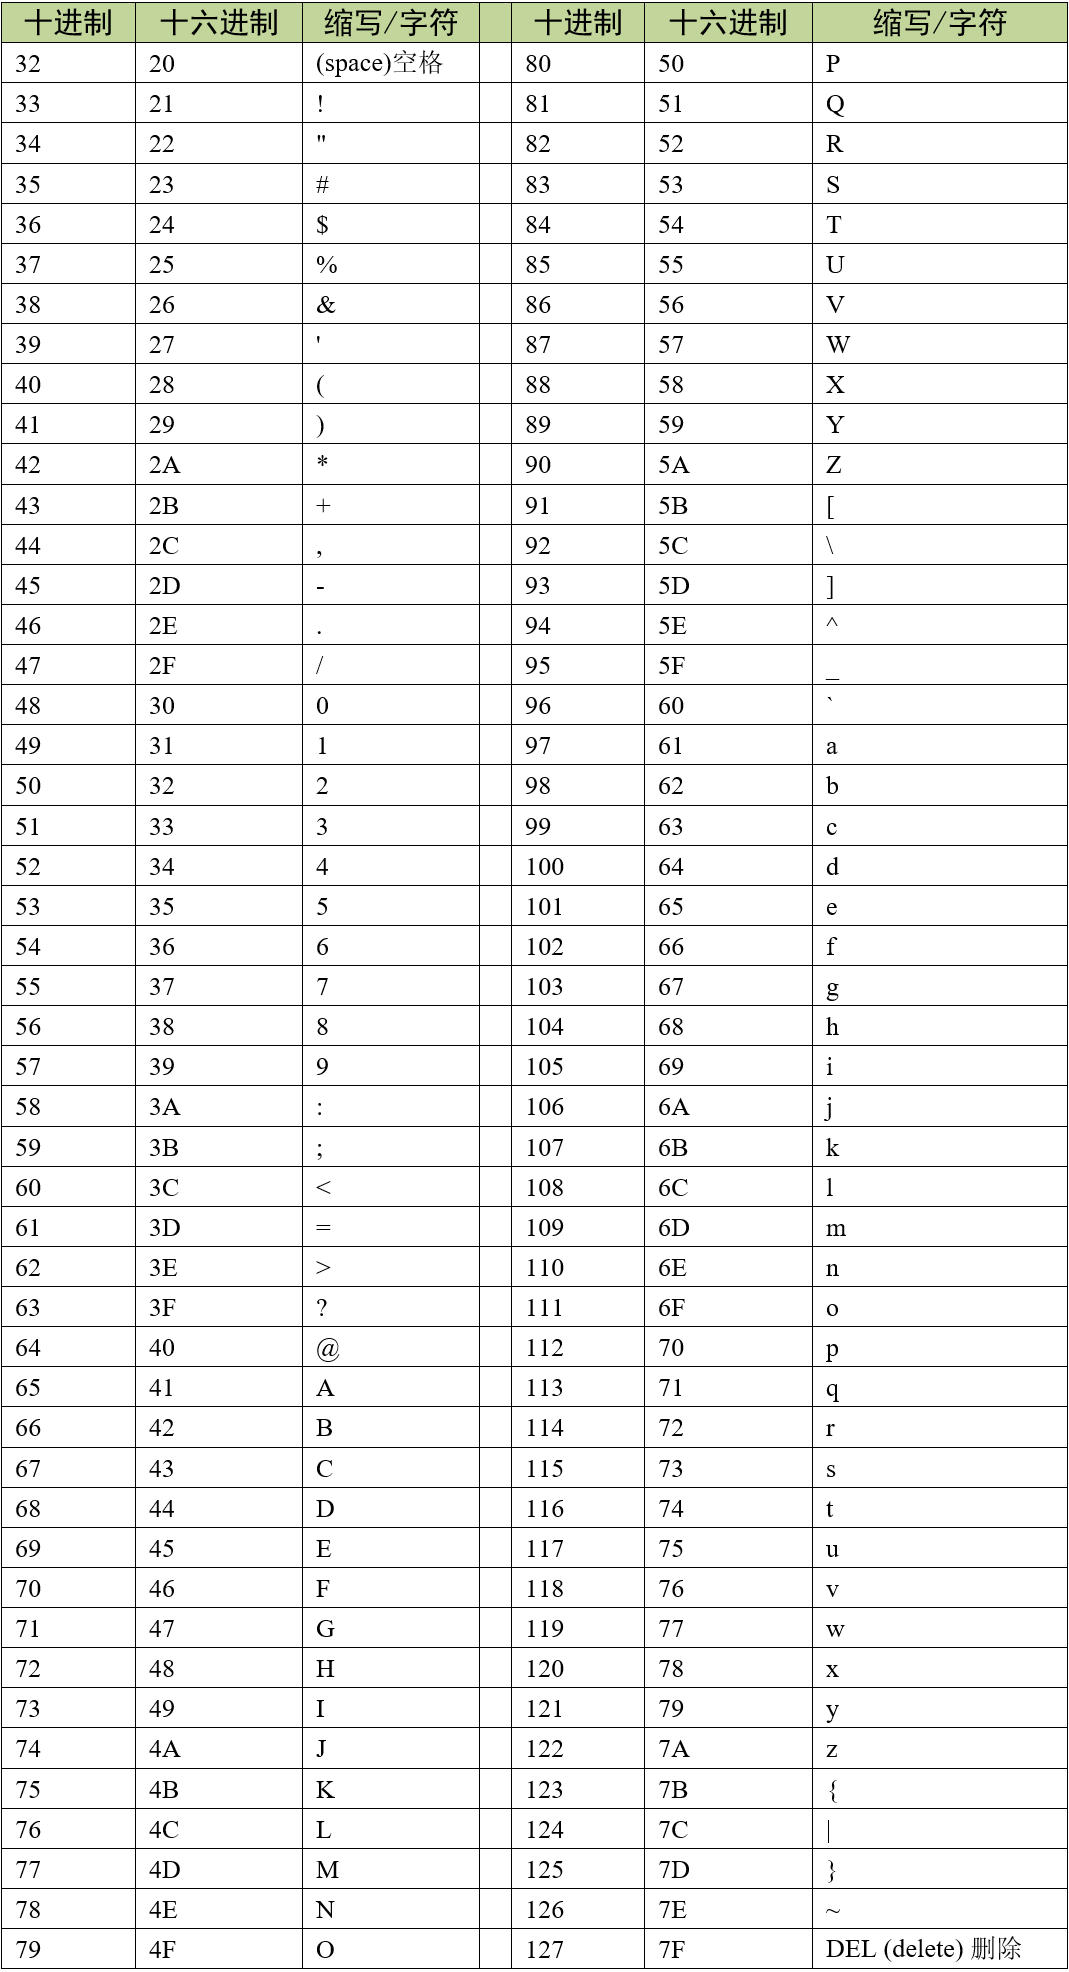 十进制 十六进制 缩写/字符 十进制 十六进制 缩写/字符
32 20 (space)空格 80 50 P
33 21 ! 81 51 Q
34 22 " 82 52 R
35 23 # 83 53 S
36 24 $ 84 54 T
37 25 % 85 55 U
38 26 & 86 56 V
39 27 ' 87 57 W
40 28 ( 88 58 X
41 29 ) 89 59 Y
42 2A * 90 5A Z
43 2B + 91 5B [
44 2C , 92 5C \
45 2D - 93 5D ]
46 2E . 94 5E ^
47 2F / 95 5F _
48 30 0 96 60 `
49 31 1 97 61 a
50 32 2 98 62 b
51 33 3 99 63 c
52 34 4 100 64 d
53 35 5 101 65 e
54 36 6 102 66 f
55 37 7 103 67 g
56 38 8 104 68 h
57 39 9 105 69 i
58 3A : 106 6A j
59 3B ; 107 6B k
60 3C < 108 6C l
61 3D = 109 6D m
62 3E > 110 6E n
63 3F ? 111 6F o
64 40 @ 112 70 p
65 41 A 113 71 q
66 42 B 114 72 r
67 43 C 115 73 s
68 44 D 116 74 t
69 45 E 117 75 u
70 46 F 118 76 v
71 47 G 119 77 w
72 48 H 120 78 x
73 49 I 121 79 y
74 4A J 122 7A z
75 4B K 123 7B {
76 4C L 124 7C |
77 4D M 125 7D }
78 4E N 126 7E ~
79 4F O 127 7F DEL (delete) 删除